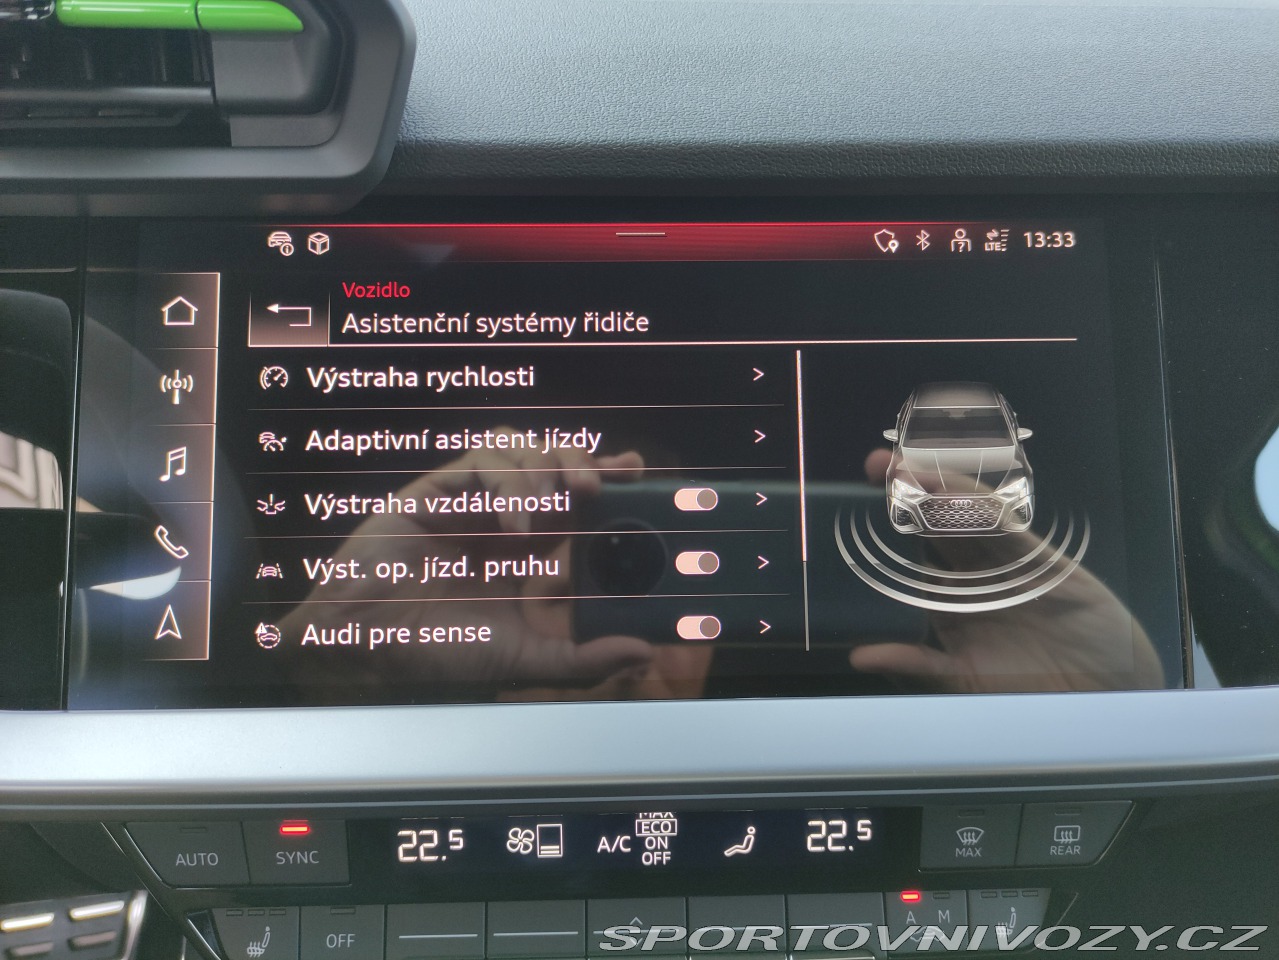 LTE 13:33
Vozidlo
Asistenční systémy řidiče
Výstraha rychlosti
Adaptivní asistent jízdy
Výstraha vzdálenosti
Výst. op. jízd. pruhu
Audi pre sense
AUTO
SYNC
22.5
A/C
MAX
ECO
ON
OFF
22.5
MAX
REAR
OFF
A M
SPORTOVNIVOZY.CZ